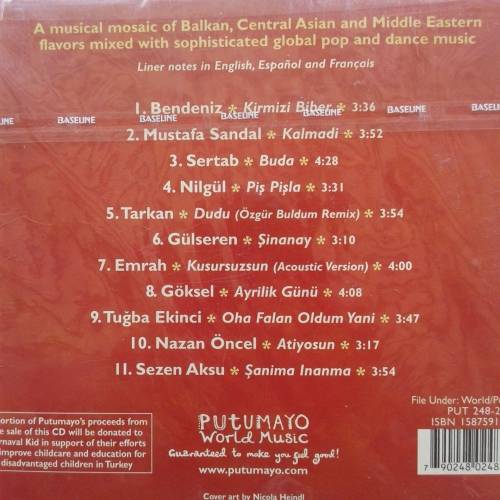 A musical mosaic of Balkan, Central Asian and Middle Eastern
flavors mixed with sophisticated global pop and dance music
Liner notes in English, Español and Français
1. Bendeniz * Kirmizi Biber * 3:36
BASELINE BASELINE BASELINE BASELINE BASELINE
2. Mustafa Sandal * Kalmadi * 3:52
3. Sertab * Buda * 4:28
4. Nilgül * Piş Pişla * 3:31
5. Tarkan * Dudu (Özgür Buldum Remix) * 3:54
6. Gülseren * Şinanay * 3:10
7. Emrah * Kusursuzsun (Acoustic Version) * 4:00
8. Göksel * Ayrilik Günü * 4:08
9. Tuğba Ekinci * Oha Falan Oldum Yani * 3:47
10. Nazan Öncel * Atiyosun * 3:17
11. Sezen Aksu * Şanima Inanma * 3:54
ortion of Putumayo's proceeds from
e sale of this CD will be donated to
rnaval Kid in support of their efforts
improve childcare and education for
disadvantaged children in Turkey
PUTUMAYO
World Music
Guaranteed to make you feel good!
www.putumayo.com
Cover art by Nicola Heindl
File Under: World/Pu
PUT 248-2
ISBN 1587591
7 90248 0248